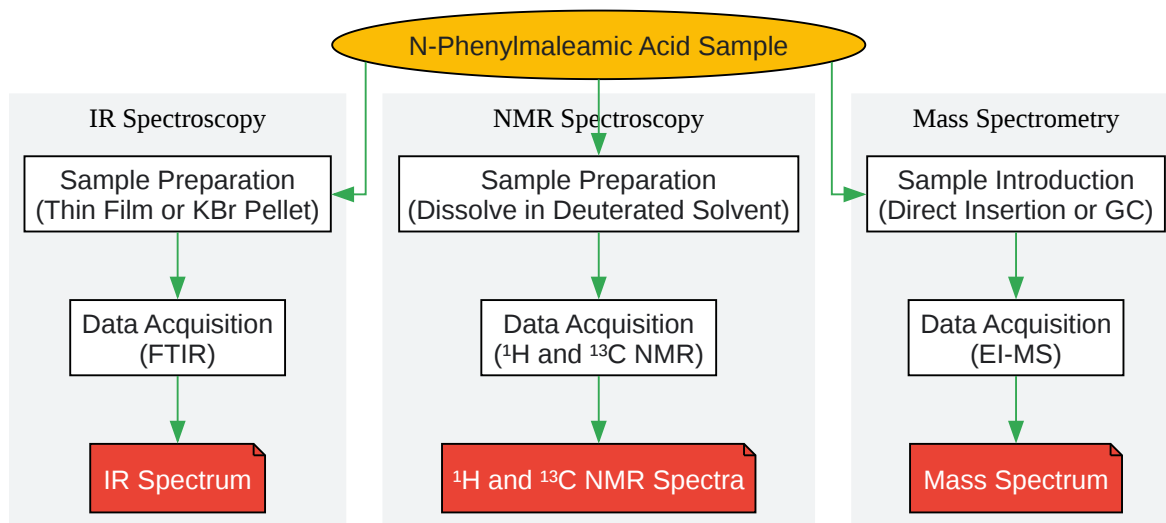 N-Phenylmaleamic Acid Sample
IR Spectroscopy
Sample Preparation
(Thin Film or KBr Pellet)
Data Acquisition
(FTIR)
IR Spectrum
NMR Spectroscopy
Sample Preparation
(Dissolve in Deuterated Solvent)
Data Acquisition
(¹H and ¹³C NMR)
¹H and ¹³C NMR Spectra
Mass Spectrometry
Sample Introduction
(Direct Insertion or GC)
Data Acquisition
(EI-MS)
Mass Spectrum